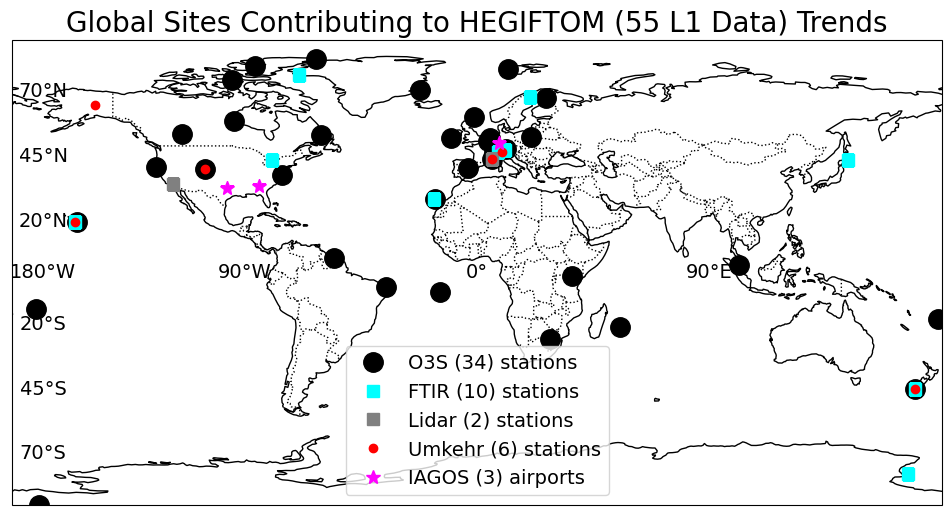 Global Sites Contributing to HEGIFTOM (55 L1 Data) Trends
70°N
45°N
20°N
180°W 90°W 0° 90°E
20°S
45°S
70°S
O3S (34) stations
FTIR (10) stations
Lidar (2) stations
Umkehr (6) stations
IAGOS (3) airports